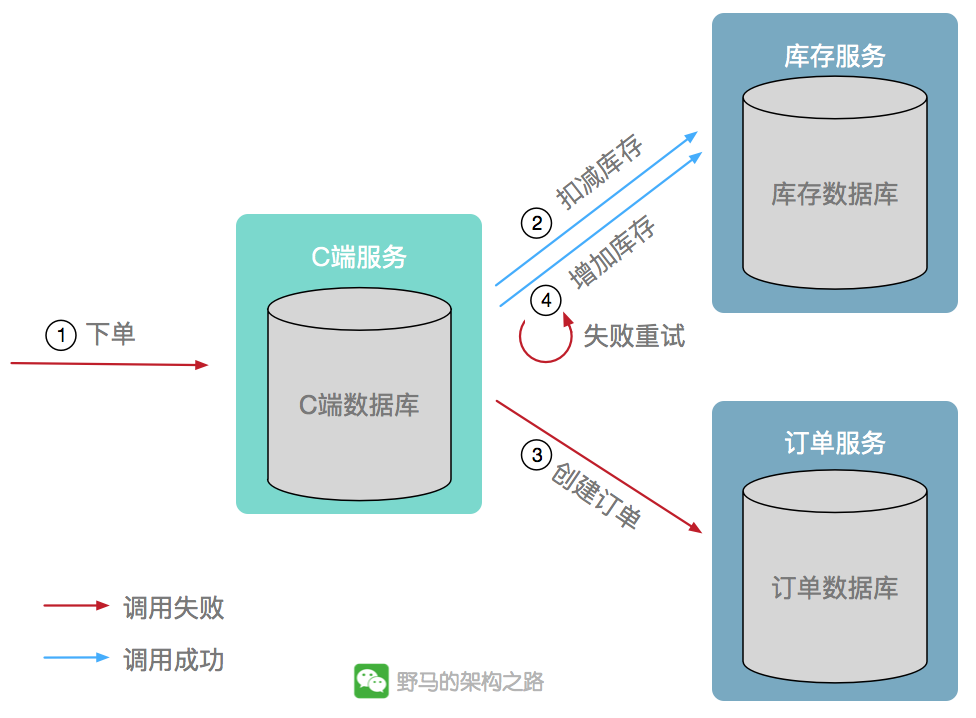 库存服务
库存数据库
② 扣减库存
增加库存
④
失败重试
C端服务
C端数据库
① 下单
③ 创建订单
订单服务
订单数据库
调用失败
调用成功
野马的架构之路